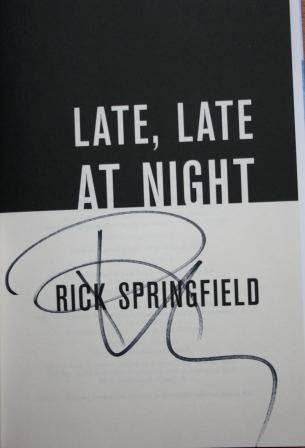 LATE, LATE
AT NIGHT
RICK SPRINGFIELD